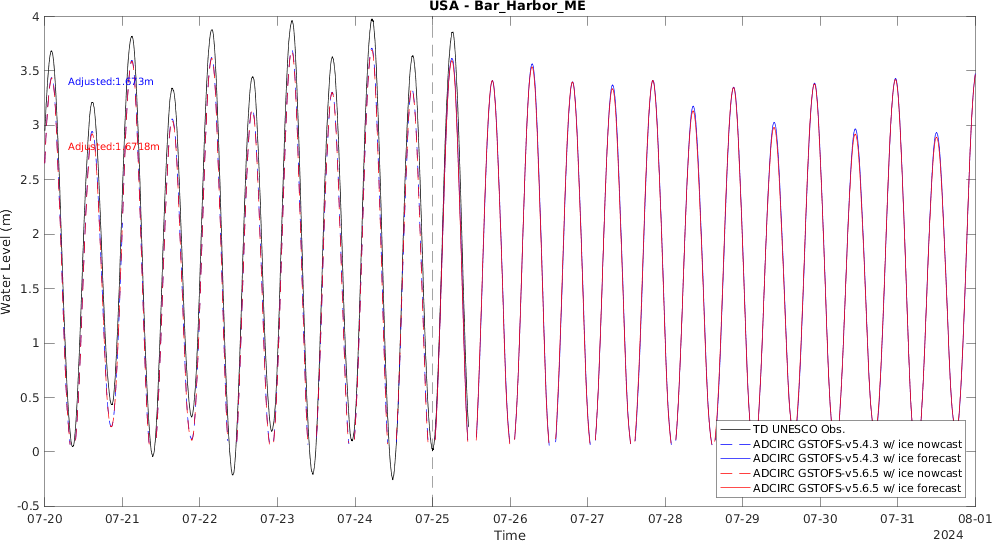 USA - Bar_Harbor_ME
4
3.5
3
2.5
2
1.5
1
0.5
0
-0.5
Water Level (m)
Adjusted:1.673m
Adjusted:1.6718m
TD UNESCO Obs.
ADCIRC GSTOFS-v5.4.3 w/ ice nowcast
ADCIRC GSTOFS-v5.4.3 w/ ice forecast
ADCIRC GSTOFS-v5.6.5 w/ ice nowcast
ADCIRC GSTOFS-v5.6.5 w/ ice forecast
07-20 07-21 07-22 07-23 07-24 07-25 07-26 07-27 07-28 07-29 07-30 07-31 08-01
Time
2024